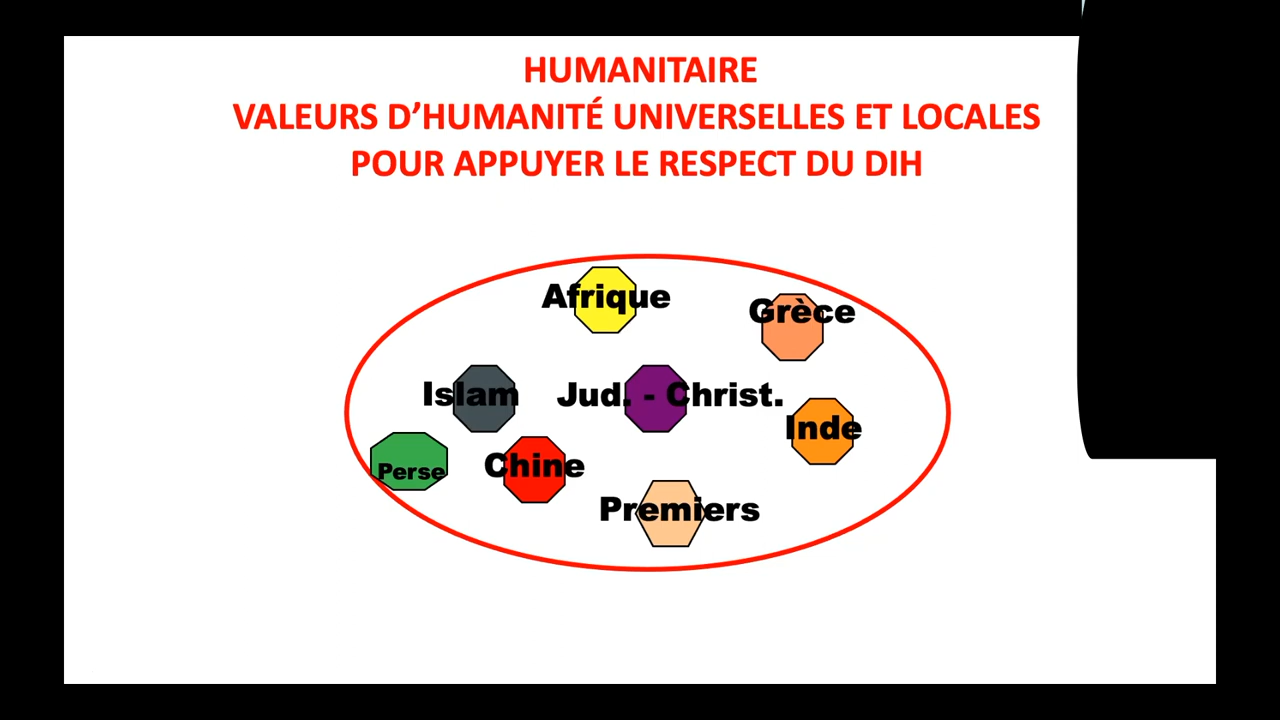 HUMANITAIRE
VALEURS D’HUMANITÉ UNIVERSELLES ET LOCALES
POUR APPUYER LE RESPECT DU DIH
Afrique
Grèce
Islam
Jud. - Christ.
Inde
Perse
Chine
Premiers